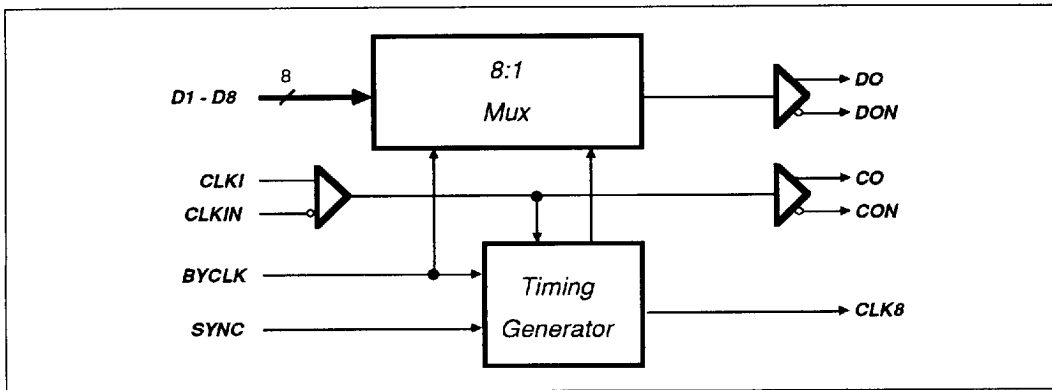 8:1
Mux
8
D1 - D8
DO
DON
CLKI
CLKIN
CO
CON
BYCLK
SYNC
Timing
Generator
CLK8